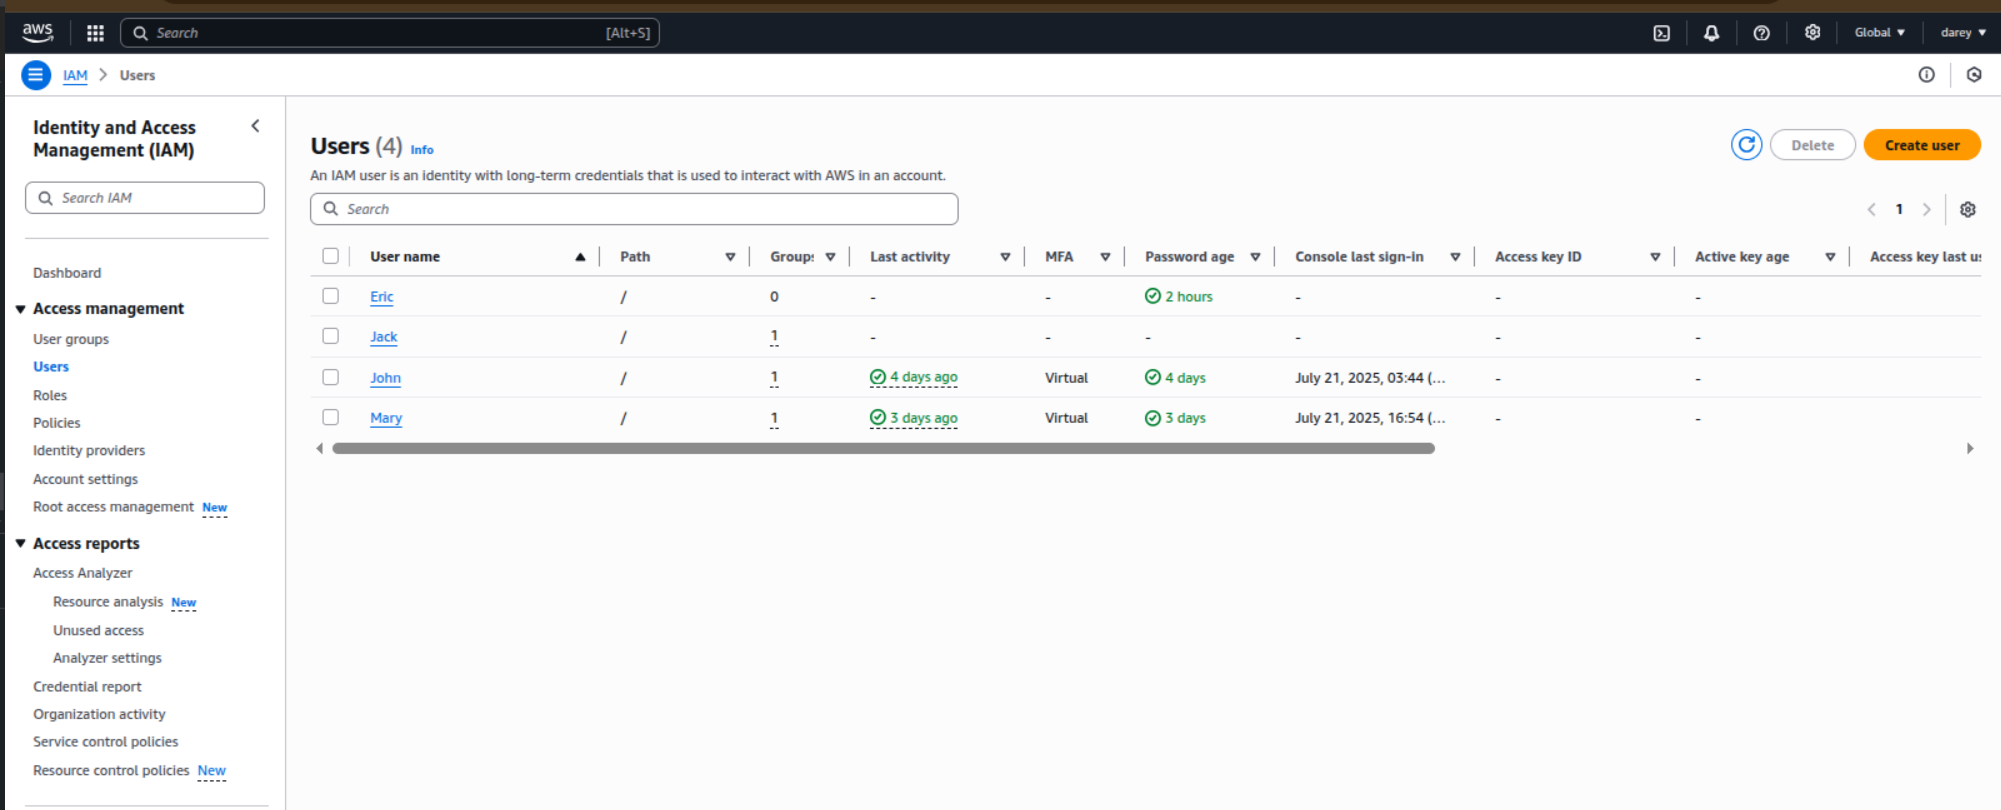 aws Search [Alt+S] Global darey
IAM > Users
Identity and Access
Management (IAM)
Search IAM
Dashboard
Access management
User groups
Users
Roles
Policies
Identity providers
Account settings
Root access management New
Access reports
Access Analyzer
Resource analysis New
Unused access
Analyzer settings
Credential report
Organization activity
Service control policies
Resource control policies New
Users (4) Info
Delete Create user
An IAM user is an identity with long-term credentials that is used to interact with AWS in an account.
Search
1
User name Path Groups Last activity MFA Password age Console last sign-in Access key ID Active key age Access key last us
Eric / 0 - - 2 hours - - -
Jack / 1 - - - - - -
John / 1 4 days ago Virtual 4 days July 21, 2025, 03:44 (... - -
Mary / 1 3 days ago Virtual 3 days July 21, 2025, 16:54 (... - -